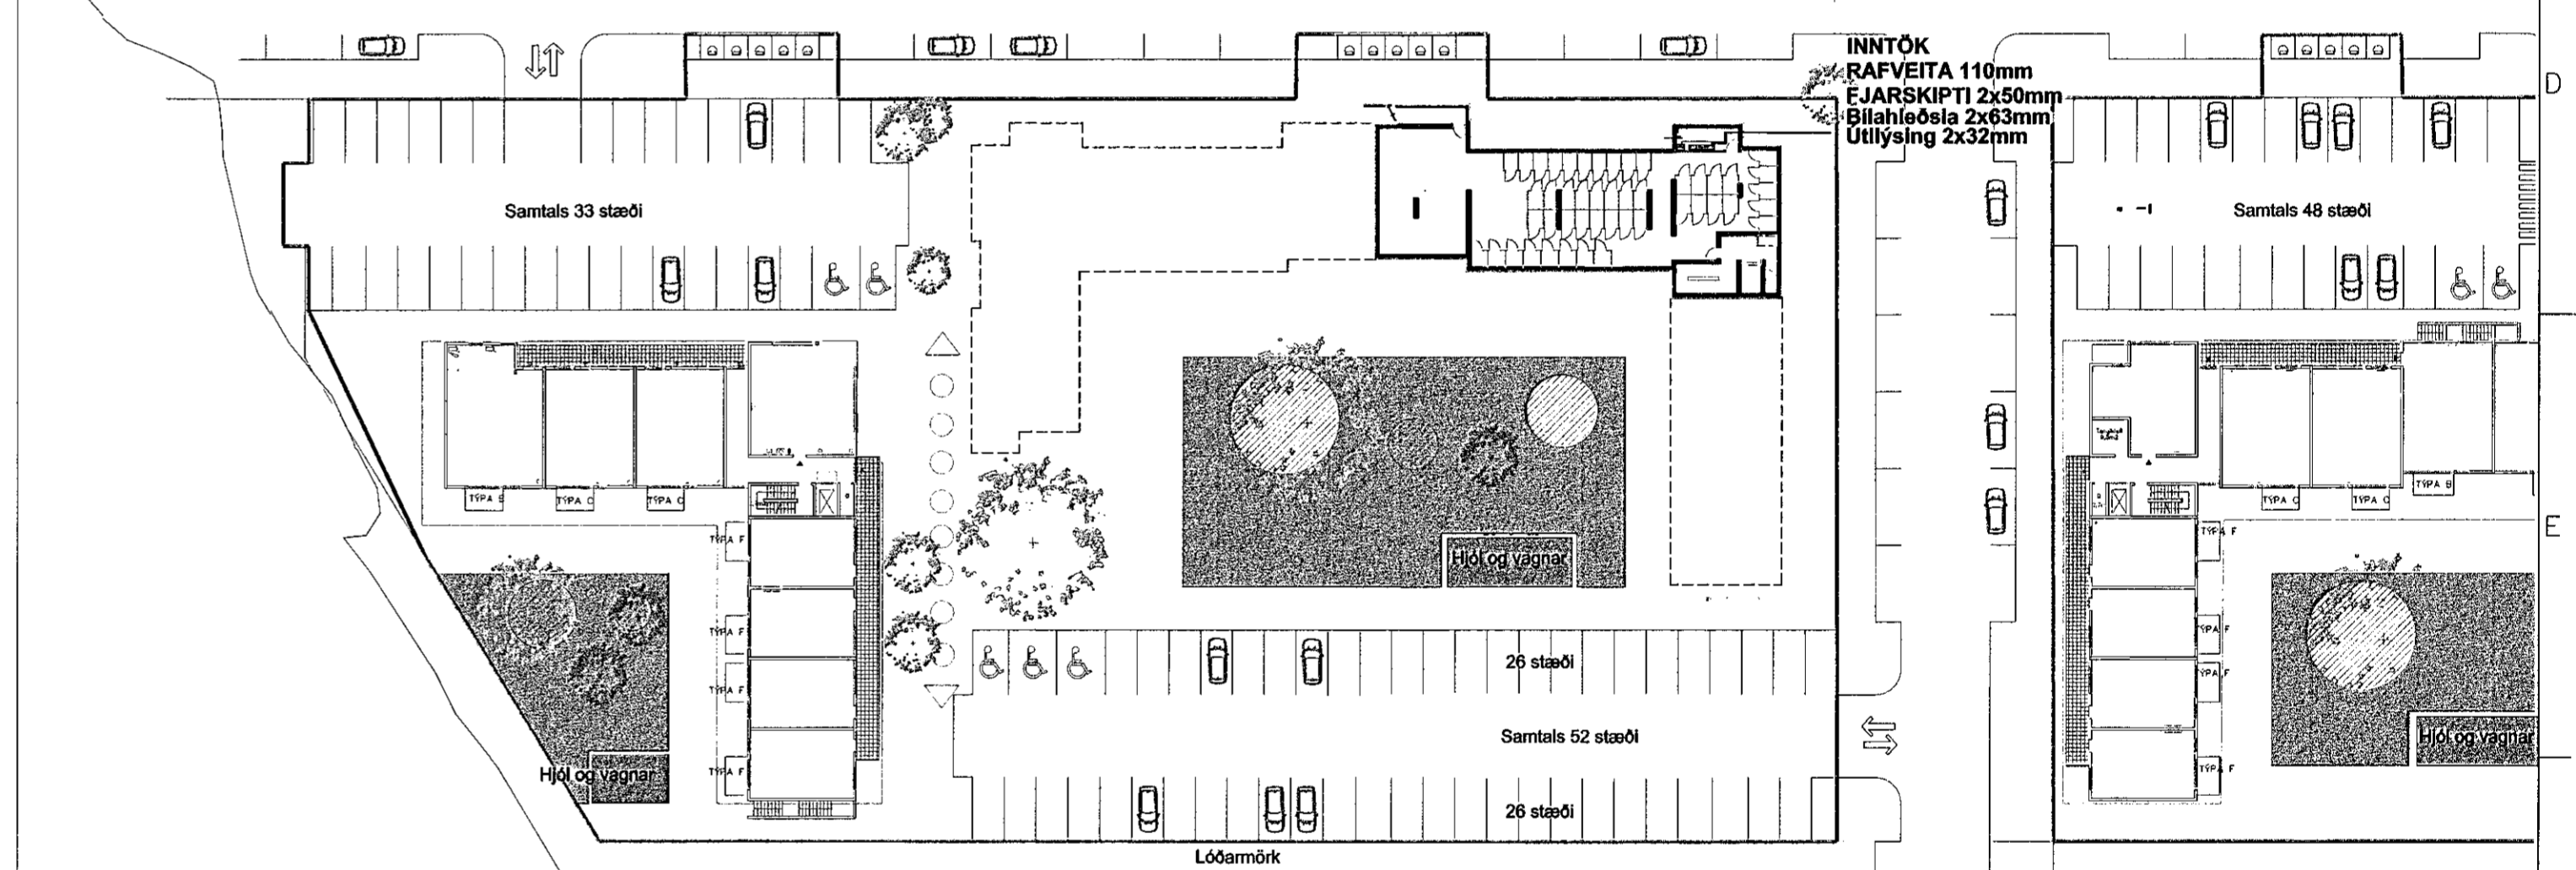 INNTÖK
RAFVEITA 110mm
FJARSKIPTI 2x50mm
Bílahleðsla 2x63mm
Útilýsing 2x32mm
D
Samtals 33 stæði
Samtals 48 stæði
TÝPA C
TÝPA C
TÝPA C
TÝPA C
TÝPA B
E
TÝPA F
TÝPA F
TÝPA F
TÝPA F
TÝPA F
TÝPA F
TÝPA F
TÝPA F
Hjól og vagnar
26 stæði
Samtals 52 stæði
Hjól og vagnar
Hjól og vagnar
26 stæði
Lóðarmörk